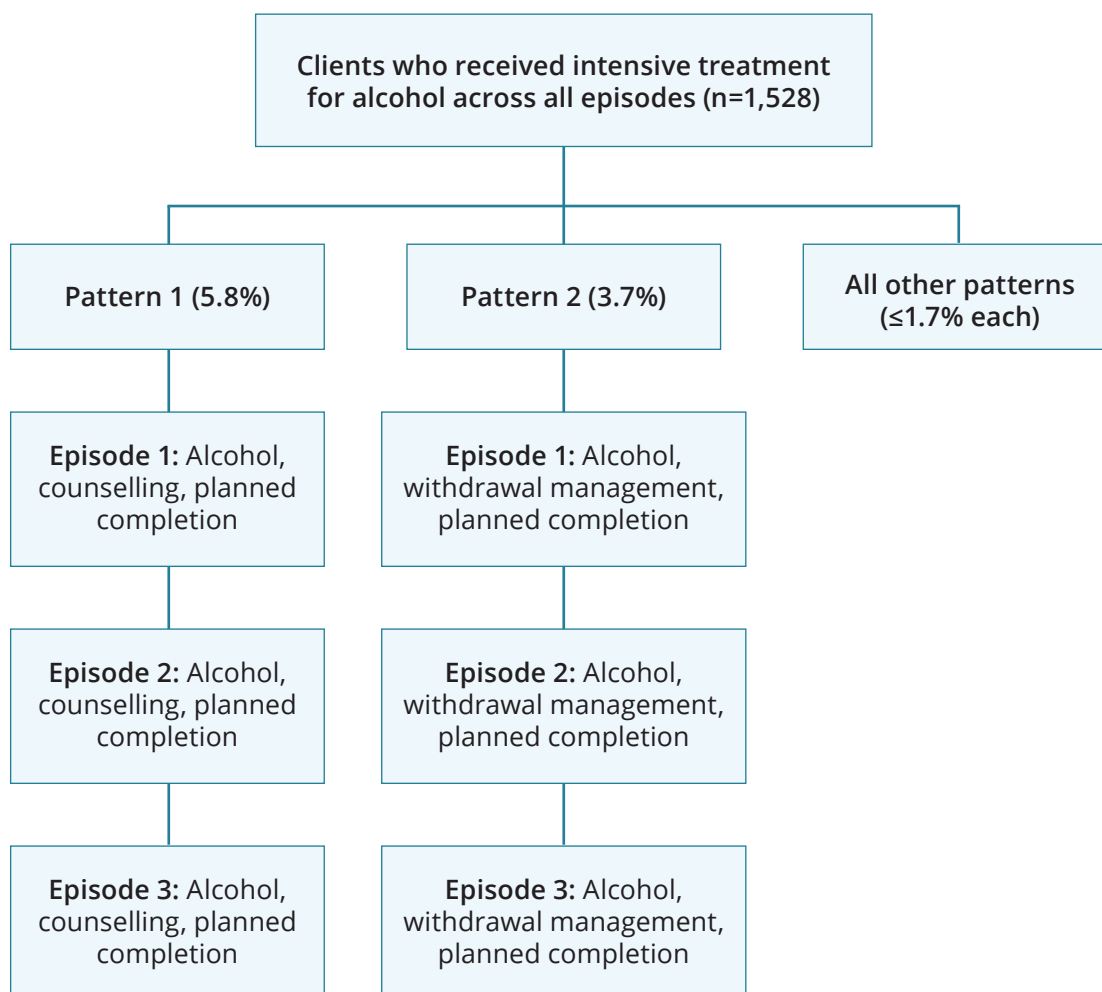 Clients who received intensive treatment
for alcohol across all episodes (n=1,528)
Pattern 1 (5.8%)
Pattern 2 (3.7%)
All other patterns
(≤1.7% each)
Episode 1: Alcohol,
counselling, planned
completion
Episode 1: Alcohol,
withdrawal management,
planned completion
Episode 2: Alcohol,
counselling, planned
completion
Episode 2: Alcohol,
withdrawal management,
planned completion
Episode 3: Alcohol,
counselling, planned
completion
Episode 3: Alcohol,
withdrawal management,
planned completion